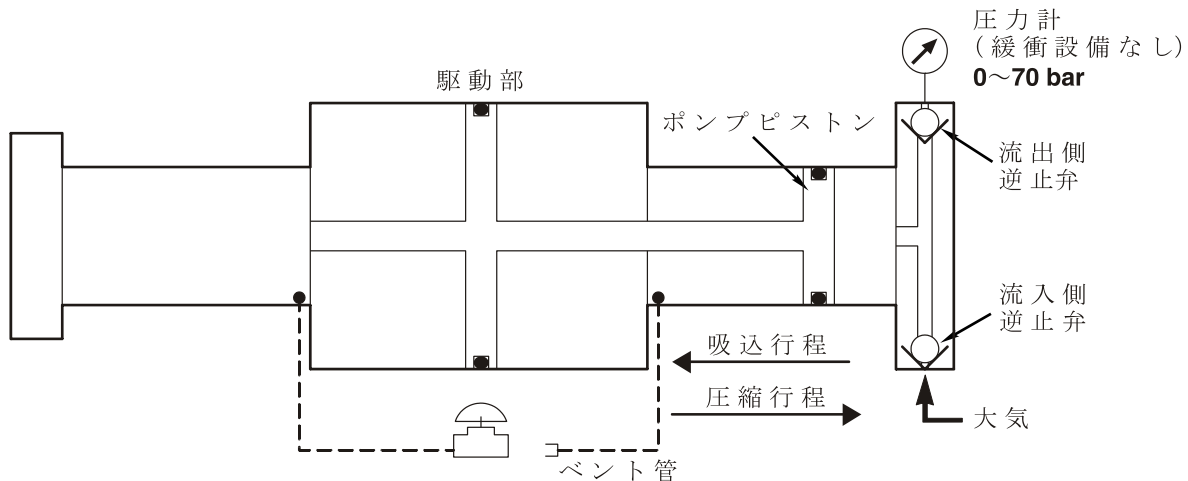 圧力計
(緩衝設備なし)
0～70 bar
駆動部
ポンプピストン
流出側
逆止弁
流入側
逆止弁
吸込行程
圧縮行程
大気
ベント管